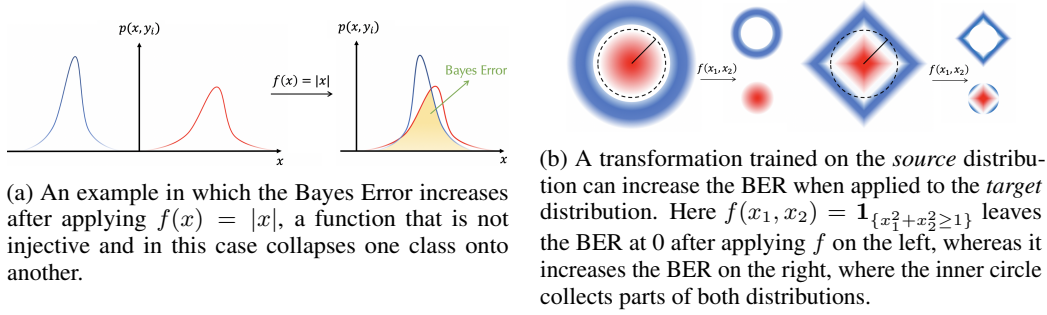 p(x, y_i)
x
f(x) = |x|
p(x, y_i)
Bayes Error
x
(a) An example in which the Bayes Error increases
after applying f(x) = |x|, a function that is not
injective and in this case collapses one class onto
another.
f(x_1, x_2)
f(x_1, x_2)
(b) A transformation trained on the source distribu-
tion can increase the BER when applied to the target
distribution. Here f(x_1, x_2) = 1_{{x_1^2+x_2^2≥1}} leaves
the BER at 0 after applying f on the left, whereas it
increases the BER on the right, where the inner circle
collects parts of both distributions.